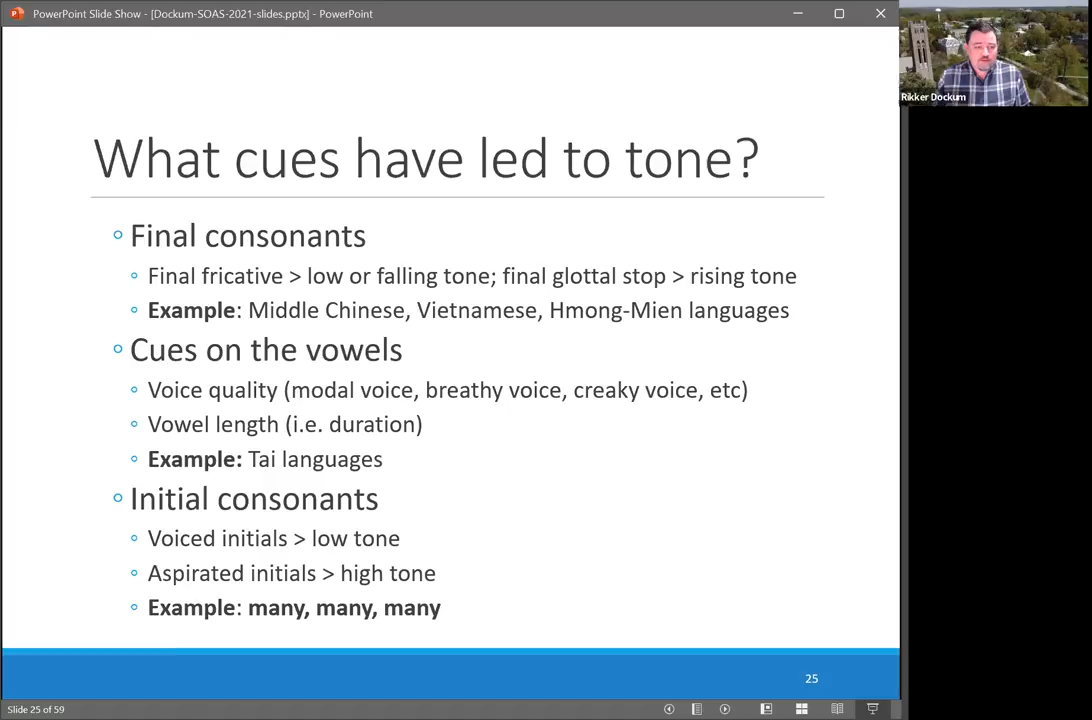 PowerPoint Slide Show - [Dockum-SOAS-2021-slides.pptx] - PowerPoint
Rikker Dockum
What cues have led to tone?
Final consonants
Final fricative > low or falling tone; final glottal stop > rising tone
Example: Middle Chinese, Vietnamese, Hmong-Mien languages
Cues on the vowels
Voice quality (modal voice, breathy voice, creaky voice, etc)
Vowel length (i.e. duration)
Example: Tai languages
Initial consonants
Voiced initials > low tone
Aspirated initials > high tone
Example: many, many, many
25
Slide 25 of 59